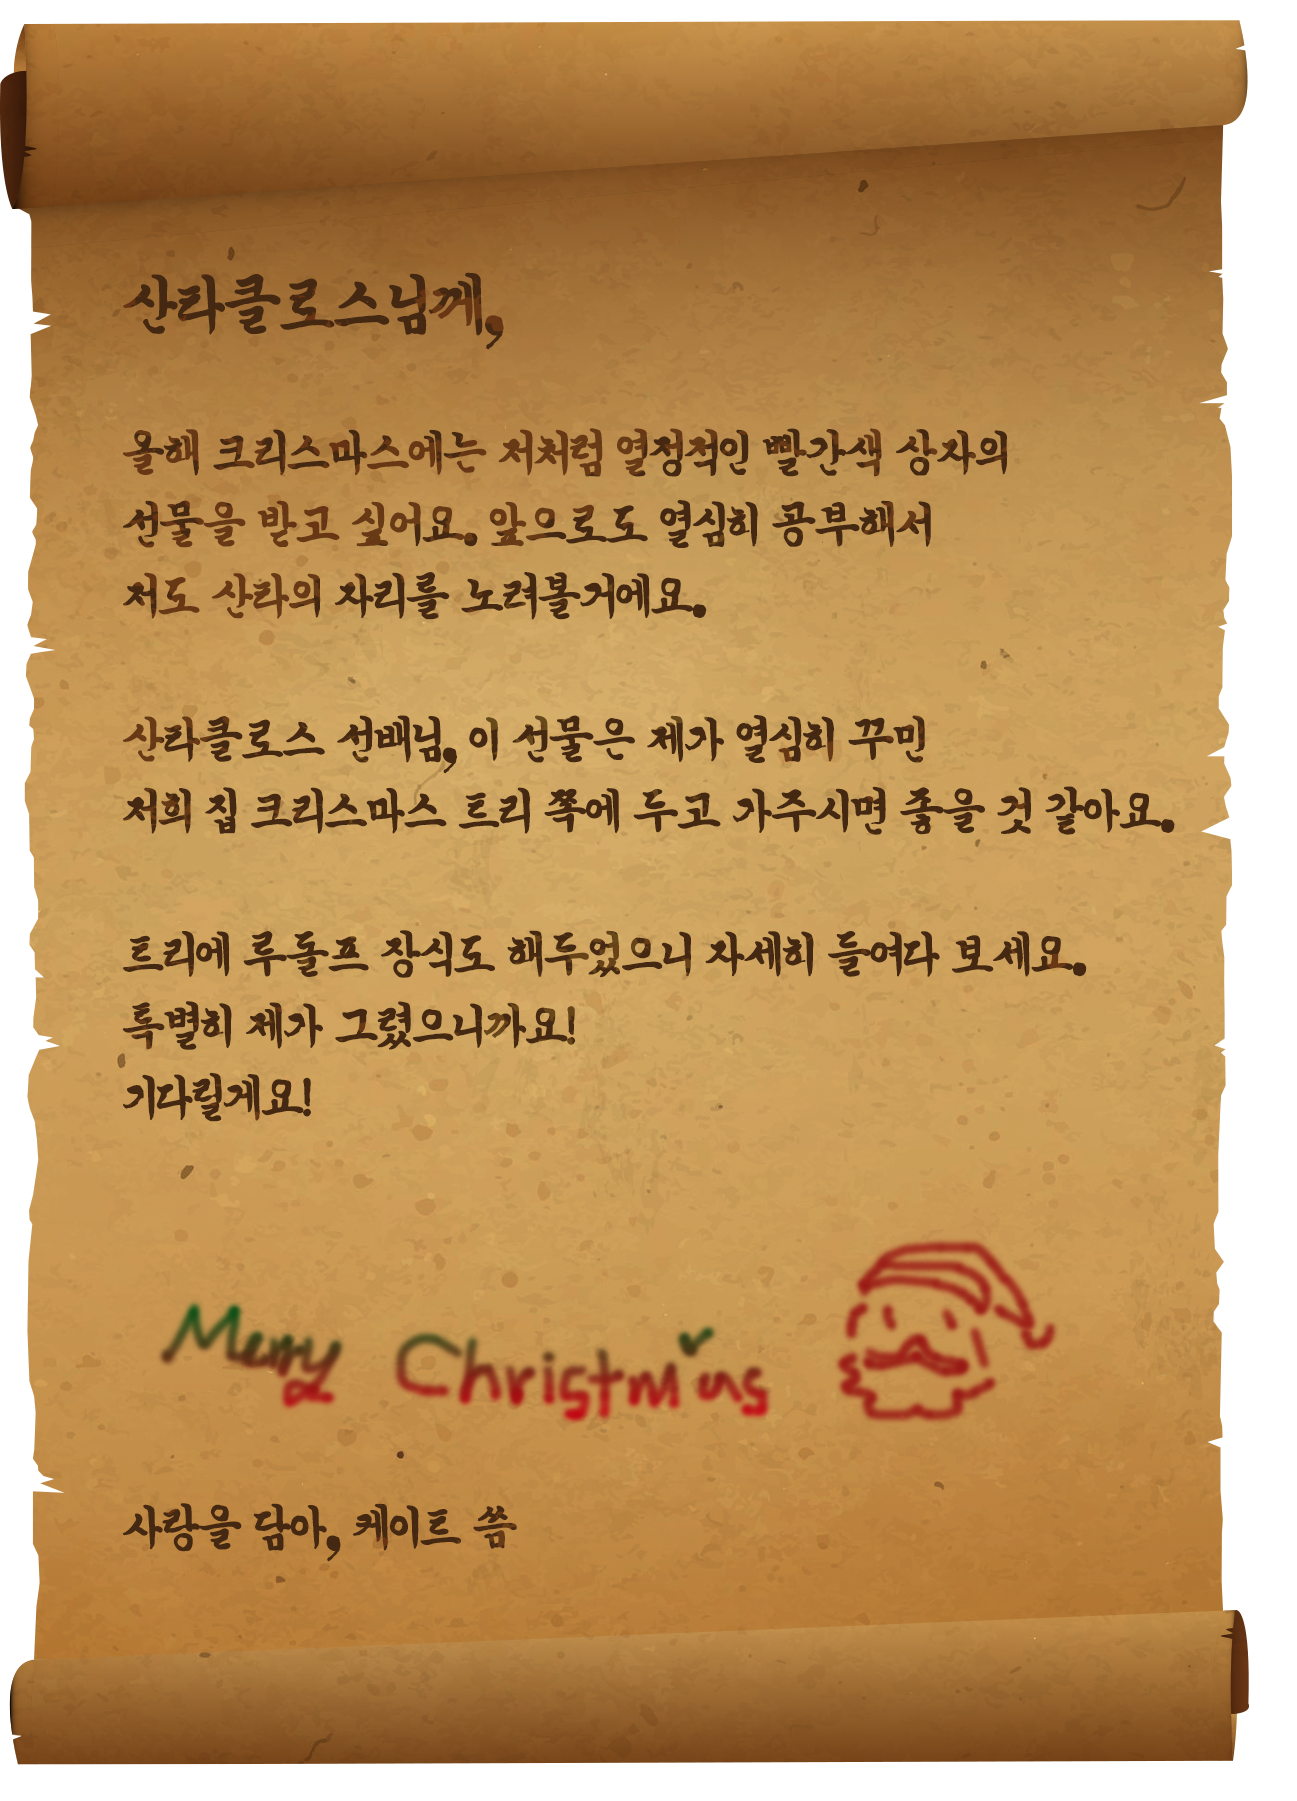 산라클로스님께,
올해 크리스마스에는 저처럼 열정적인 빨간색 상자의
선물을 받고 싶어요. 앞으로도 열심히 공부해서
저도 산타의 자리를 노려볼거에요.
산라클로스 선배님, 이 선물은 제가 열심히 꾸민
저희 집 크리스마스 트리 쪽에 두고 가주시면 좋을 것 같아요.
트리에 루돌프 장식도 해두었으니 자세히 들여다 보세요.
특별히 제가 그렸으니까요!
기다릴게요!
Merry Christmas
사랑을 담아, 케이트 씀